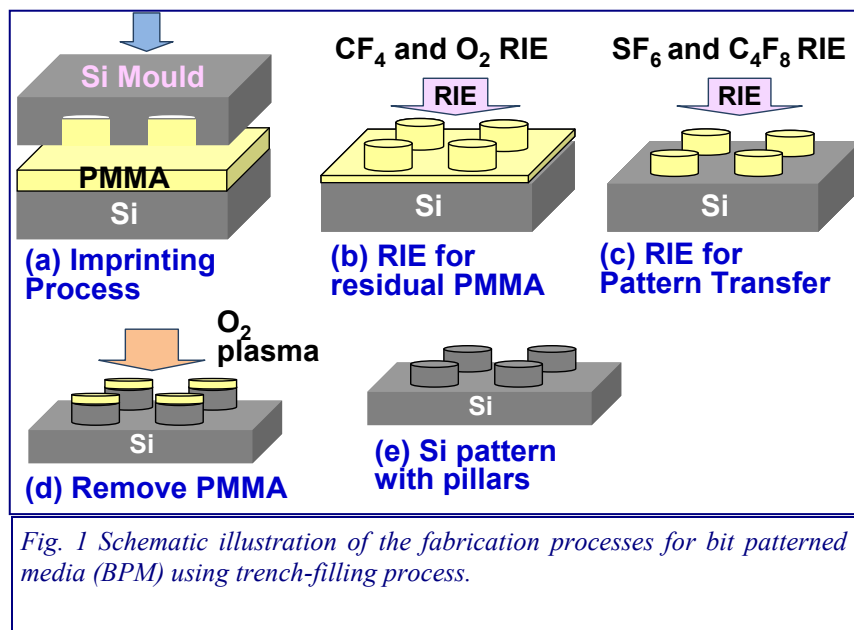 Si Mould
PMMA
Si
(a) Imprinting
Process
CF4 and O2 RIE
RIE
Si
(b) RIE for
residual PMMA
SF6 and C4F8 RIE
RIE
Si
(c) RIE for
Pattern Transfer
O2
plasma
Si
(d) Remove PMMA
Si
(e) Si pattern
with pillars
Fig. 1 Schematic illustration of the fabrication processes for bit patterned
media (BPM) using trench-filling process.